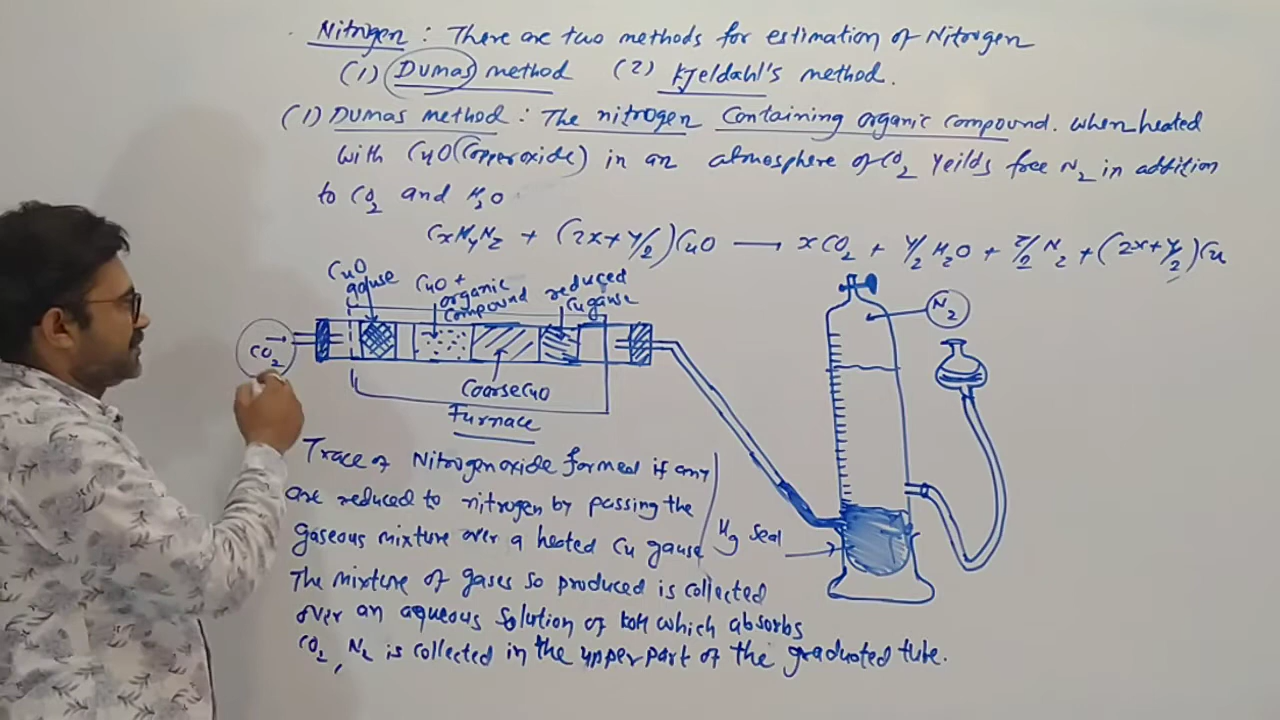 Nitrogen : There are two methods for estimation of Nitrogen
(1) Dumas method (2) Kjeldahl's method.
(1) Dumas method : The nitrogen containing organic compound. when heated
with CuO (Copperoxide) in an atmosphere of CO2 yeilds free N2 in addition
to CO2 and H2O
CxHyNz + (2x+y/2)CuO → xCO2 + y/2 H2O + z/2 N2 + (2x+y/2)Cu
CuO gause
CuO + organic compound
reduced Cu gause
N2
CO2
Coarse CuO
Furnace
Trace of Nitrogenoxide formed if any
are reduced to nitrogen by passing the
gaseous mixture over a heated Cu gause
Hg seal
The mixture of gases so produced is collected
over an aqueous solution of KOH which absorbs
CO2, N2 is collected in the upper part of the graduated tube.